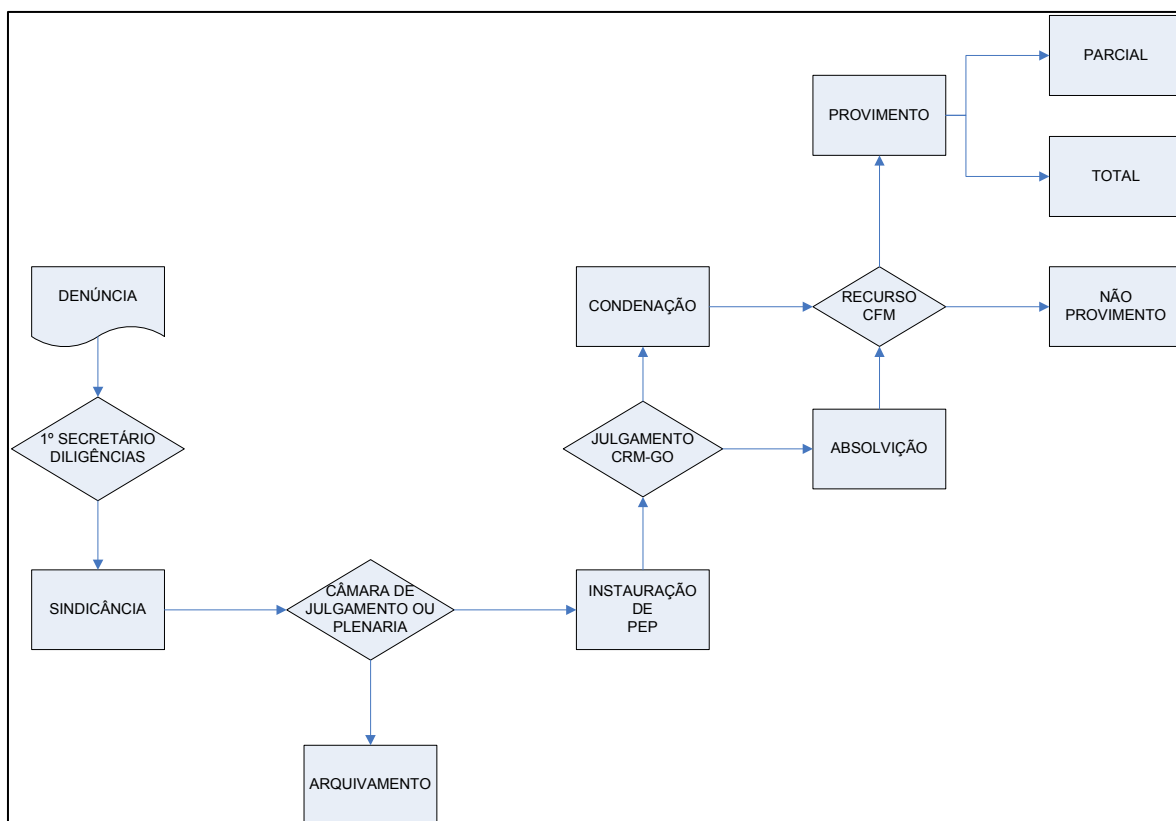 DENÚNCIA
1º SECRETÁRIO
DILIGÊNCIAS
SINDICÂNCIA
CÂMARA DE
JULGAMENTO OU
PLENARIA
ARQUIVAMENTO
INSTAURAÇÃO
DE
PEP
JULGAMENTO
CRM-GO
CONDENAÇÃO
ABSOLVIÇÃO
RECURSO
CFM
PROVIMENTO
PARCIAL
TOTAL
NÃO
PROVIMENTO